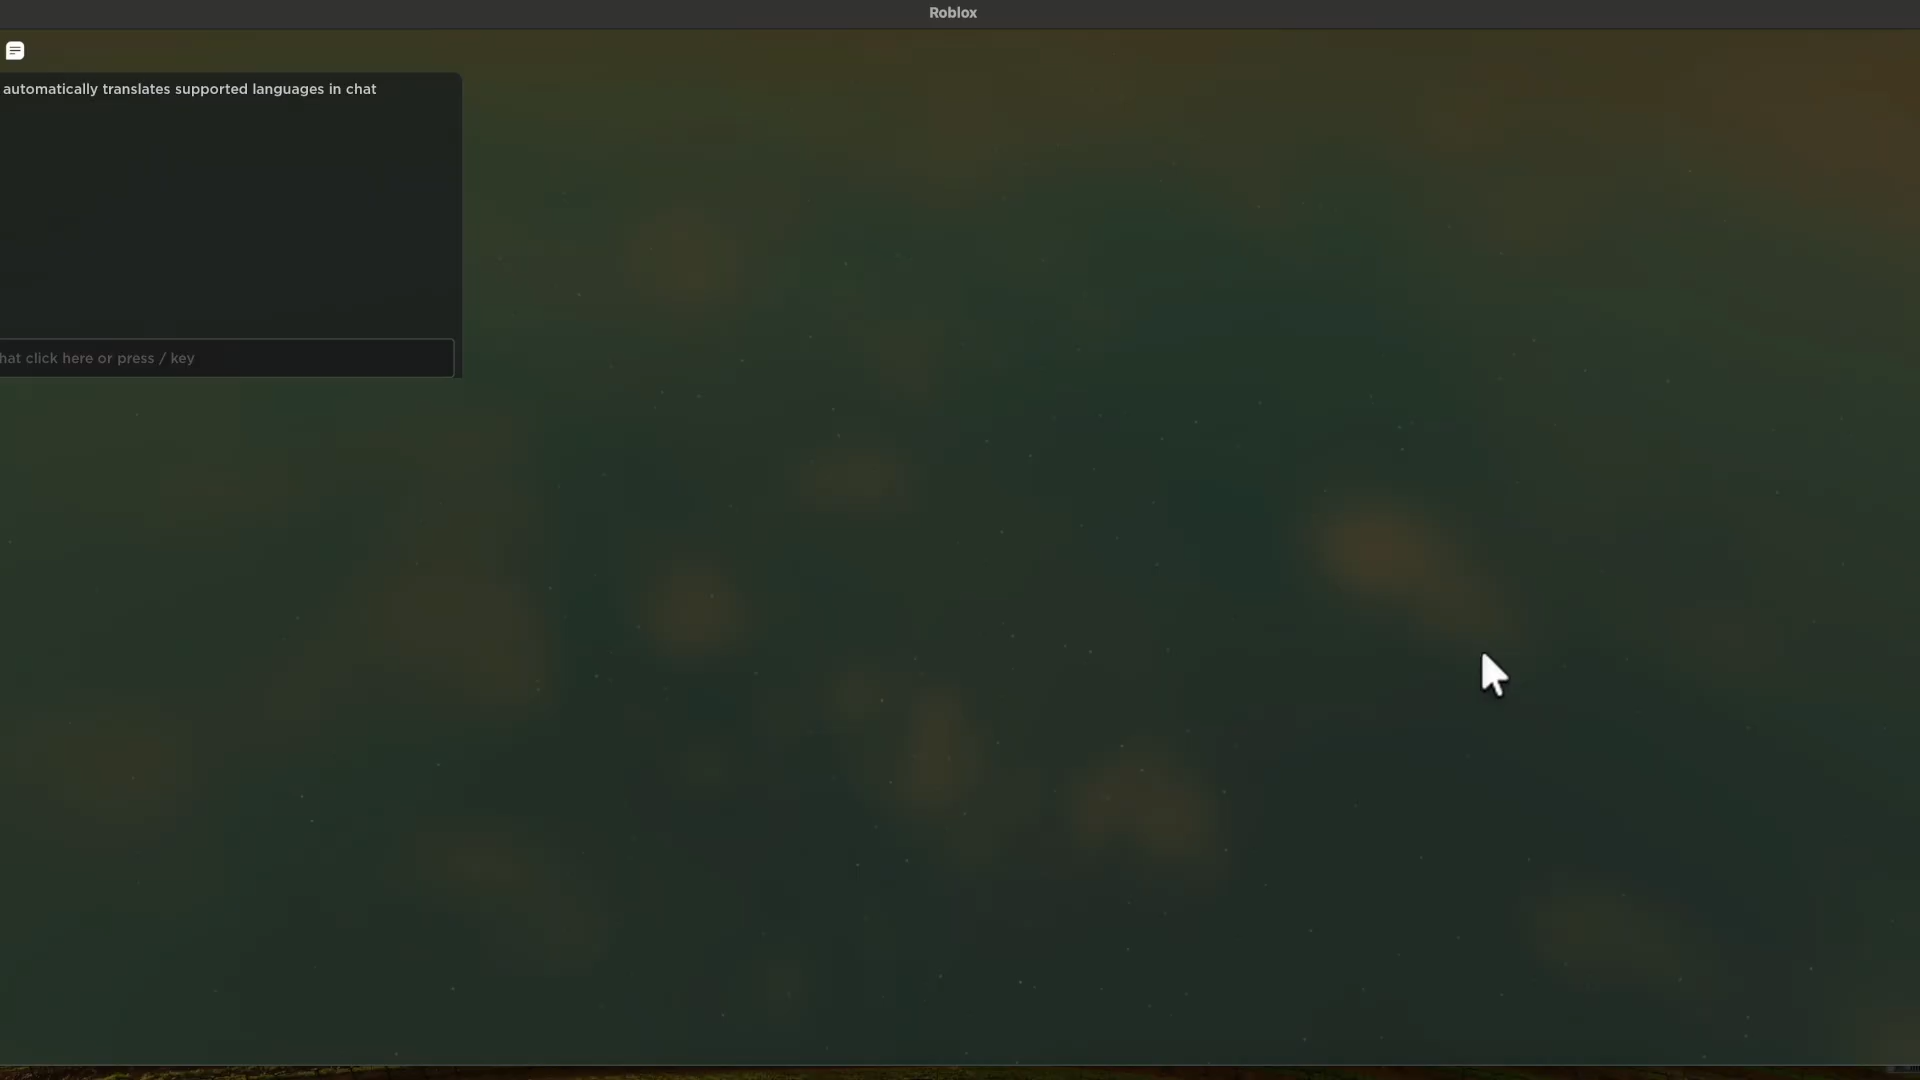 Roblox
automatically translates supported languages in chat
hat click here or press / key